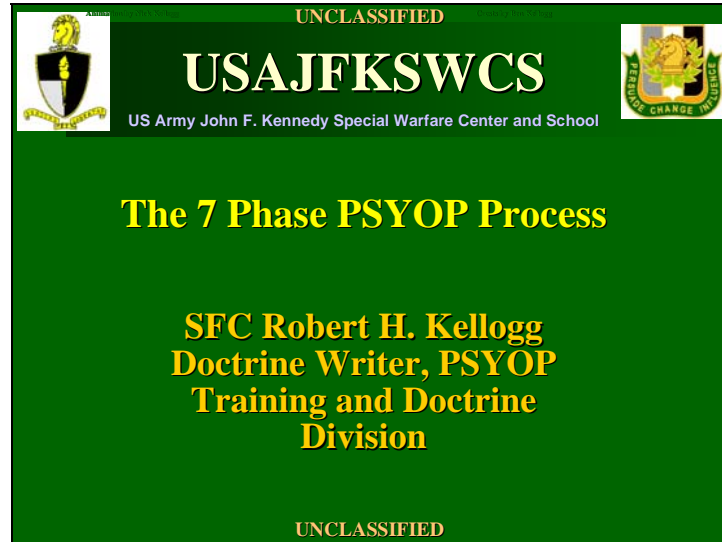 UNCLASSIFIED
USAJFKSWCS
US Army John F. Kennedy Special Warfare Center and School
PERSUADE CHANGE INFLUENCE
The 7 Phase PSYOP Process
SFC Robert H. Kellogg
Doctrine Writer, PSYOP
Training and Doctrine
Division
UNCLASSIFIED